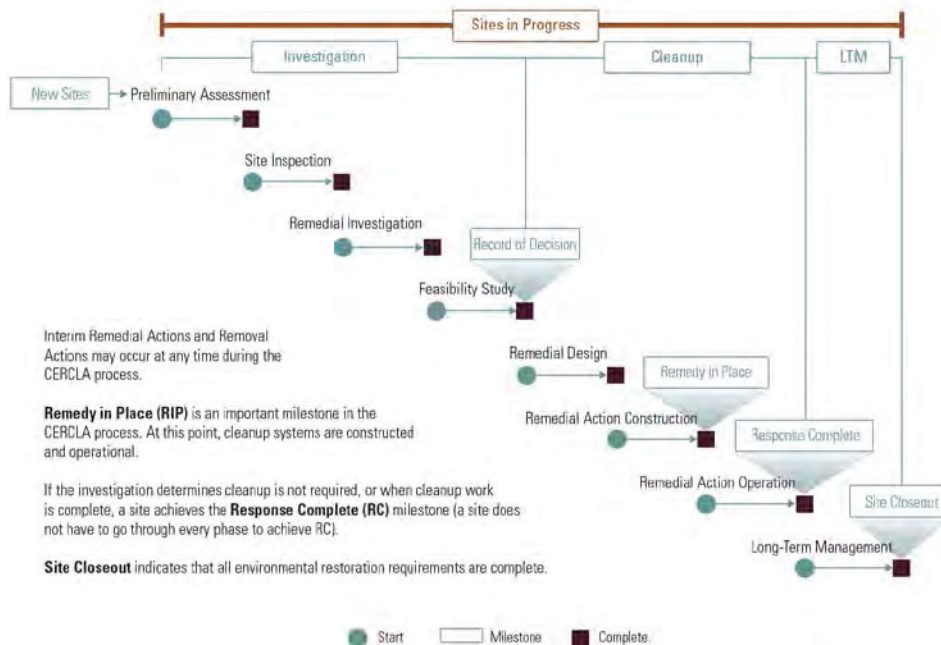 Sites in Progress
Investigation
Cleanup
LTM
New Sites
Preliminary Assessment
Site Inspection
Remedial Investigation
Record of Decision
Feasibility Study
Interim Remedial Actions and Removal
Actions may occur at any time during the
CERCLA process.
Remedial Design
Remedy in Place
Remedy in Place (RIP) is an important milestone in the
CERCLA process. At this point, cleanup systems are constructed
and operational.
Remedial Action Construction
Response Complete
If the investigation determines cleanup is not required, or when cleanup work
is complete, a site achieves the Response Complete (RC) milestone (a site does
not have to go through every phase to achieve RC).
Remedial Action Operation
Site Closeout
Long-Term Management
Site Closeout indicates that all environmental restoration requirements are complete.
Start
Milestone
Complete